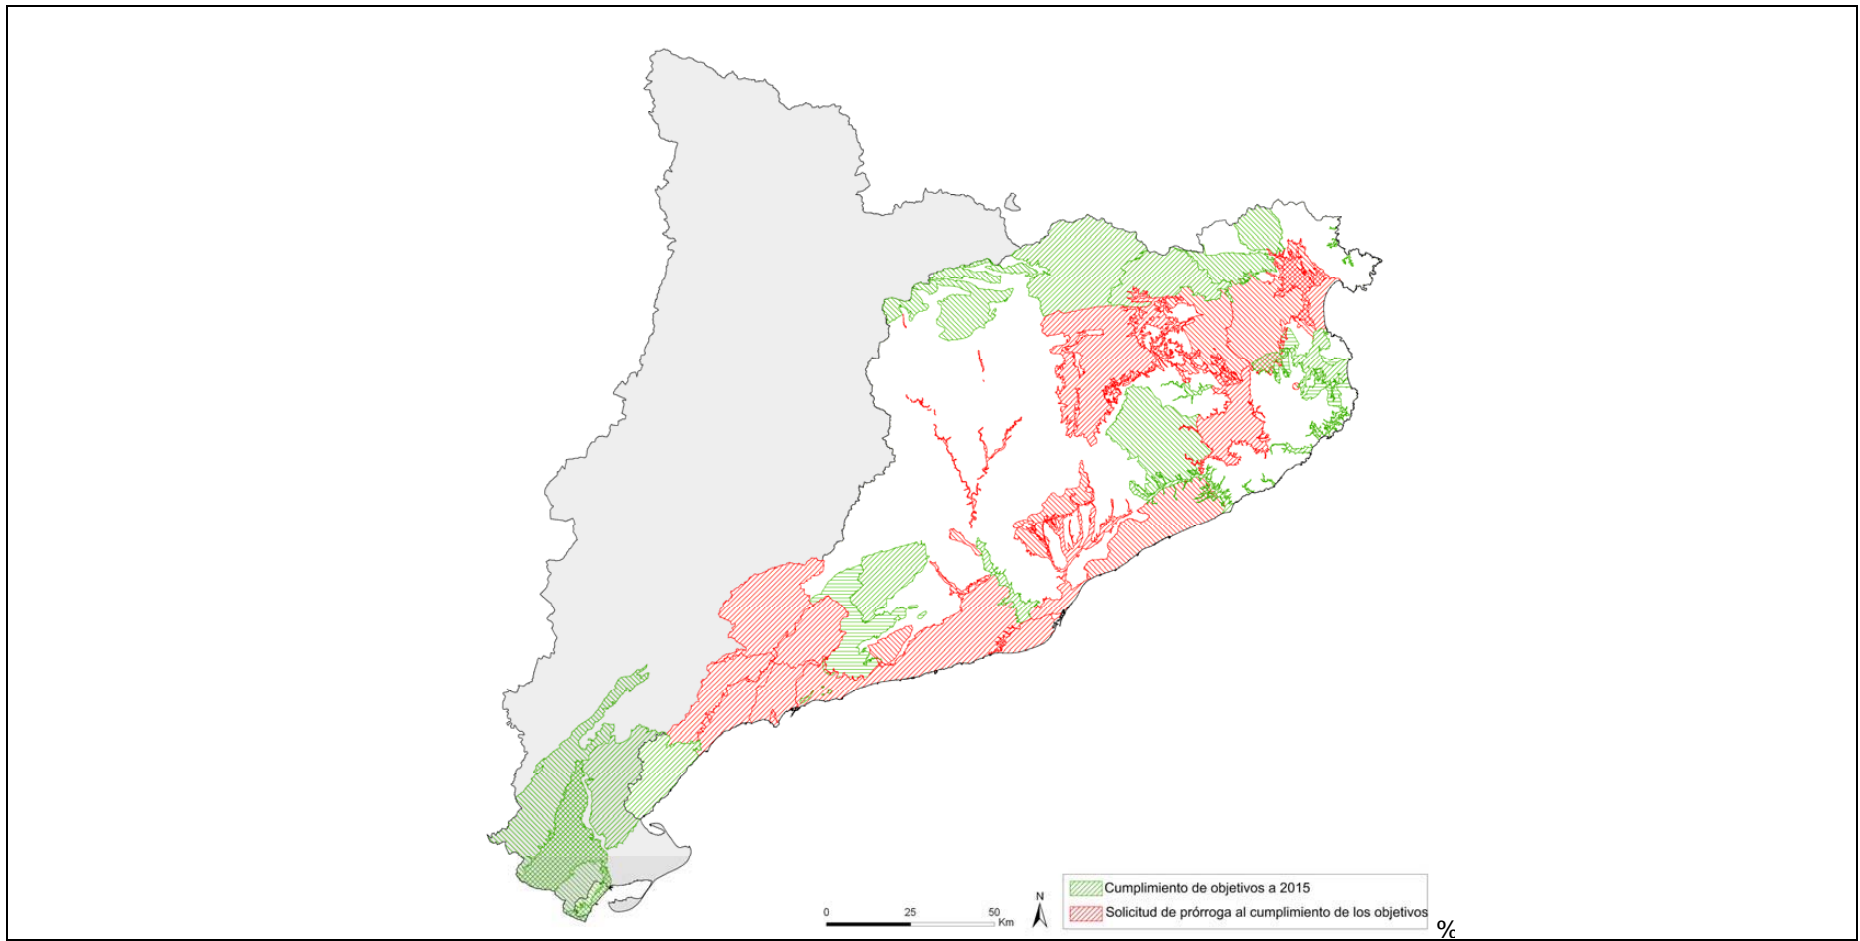 Cumplimiento de objetivos a 2015
Solicitud de prórroga al cumplimiento de los objetivos
0 25 50
Km
N
%